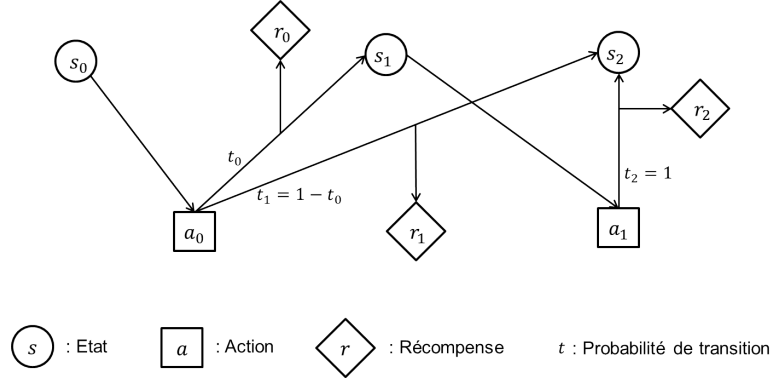 r₀
s₀
s₁
s₂
r₂
t₀
t₁ = 1 − t₀
t₂ = 1
a₀
r₁
a₁
s : Etat
a : Action
r : Récompense
t : Probabilité de transition